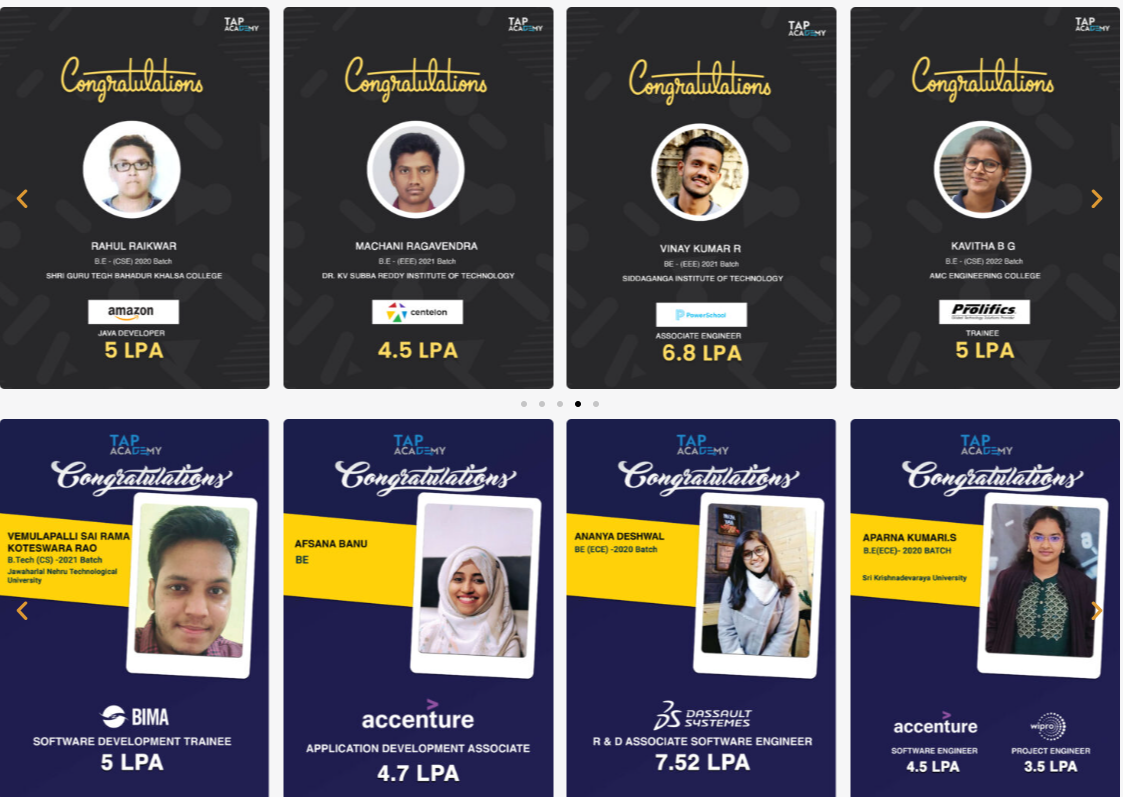 TAP
ACADEMY
Congratulations
RAHUL RAIKWAR
B.E - (CSE) 2020 Batch
SHRI GURU TEGH BAHADUR KHALSA COLLEGE
amazon
JAVA DEVELOPER
5 LPA
TAP
ACADEMY
Congratulations
MACHANI RAGAVENDRA
B.E - (EEE) 2021 Batch
DR. KV SUBBA REDDY INSTITUTE OF TECHNOLOGY
centelon
4.5 LPA
TAP
ACADEMY
Congratulations
VINAY KUMAR R
BE - (EEE) 2021 Batch
SIDDAGANGA INSTITUTE OF TECHNOLOGY
PowerSchool
ASSOCIATE ENGINEER
6.8 LPA
TAP
ACADEMY
Congratulations
KAVITHA B G
B.E - (CSE) 2022 Batch
AMC ENGINEERING COLLEGE
Prolifics
TRAINEE
5 LPA
TAP
ACADEMY
Congratulations
VEMULAPALLI SAI RAMA
KOTESWARA RAO
B.Tech (CS) -2021 Batch
Jawaharlal Nehru Technological
University
BIMA
SOFTWARE DEVELOPMENT TRAINEE
5 LPA
TAP
ACADEMY
Congratulations
AFSANA BANU
BE
accenture
APPLICATION DEVELOPMENT ASSOCIATE
4.7 LPA
TAP
ACADEMY
Congratulations
ANANYA DESHWAL
BE (ECE) -2020 Batch
DASSAULT
SYSTEMES
R & D ASSOCIATE SOFTWARE ENGINEER
7.52 LPA
TAP
ACADEMY
Congratulations
APARNA KUMARI.S
B.E(ECE)- 2020 BATCH
Sri Krishnadevaraya University
accenture
SOFTWARE ENGINEER
4.5 LPA
wipro
PROJECT ENGINEER
3.5 LPA